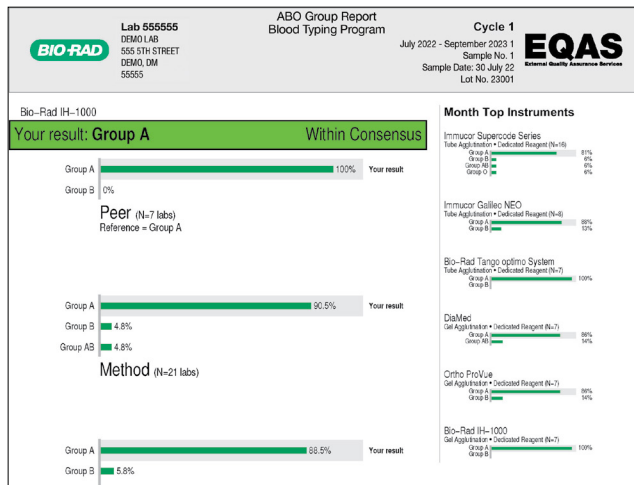 BIO-RAD
Lab 555555
DEMO LAB
555 5TH STREET
DEMO, DM
55555
ABO Group Report
Blood Typing Program
Cycle 1
July 2022 - September 2023 1
Sample No. 1
Sample Date: 30 July 22
Lot No. 23001
EQAS
External Quality Assurance Services
Bio-Rad IH-1000
Your result: Group A Within Consensus
Group A 100% Your result
Group B 0%
Peer (N=7 labs)
Reference = Group A
Group A 90.5% Your result
Group B 4.8%
Group AB 4.8%
Method (N=21 labs)
Group A 88.5% Your result
Group B 5.8%
Month Top Instruments
Immucor Supercode Series
Tube Agglutination • Dedicated Reagent (N=16)
Group A 81%
Group B 6%
Group AB 6%
Group O 6%
Immucor Galileo NEO
Tube Agglutination • Dedicated Reagent (N=8)
Group A 88%
Group B 13%
Bio-Rad Tango optimo System
Tube Agglutination • Dedicated Reagent (N=7)
Group A 100%
Group B
DiaMed
Gel Agglutination • Dedicated Reagent (N=7)
Group A 86%
Group AB 14%
Ortho ProVue
Gel Agglutination • Dedicated Reagent (N=7)
Group A 86%
Group B 14%
Bio-Rad IH-1000
Gel Agglutination • Dedicated Reagent (N=7)
Group A 100%
Group B